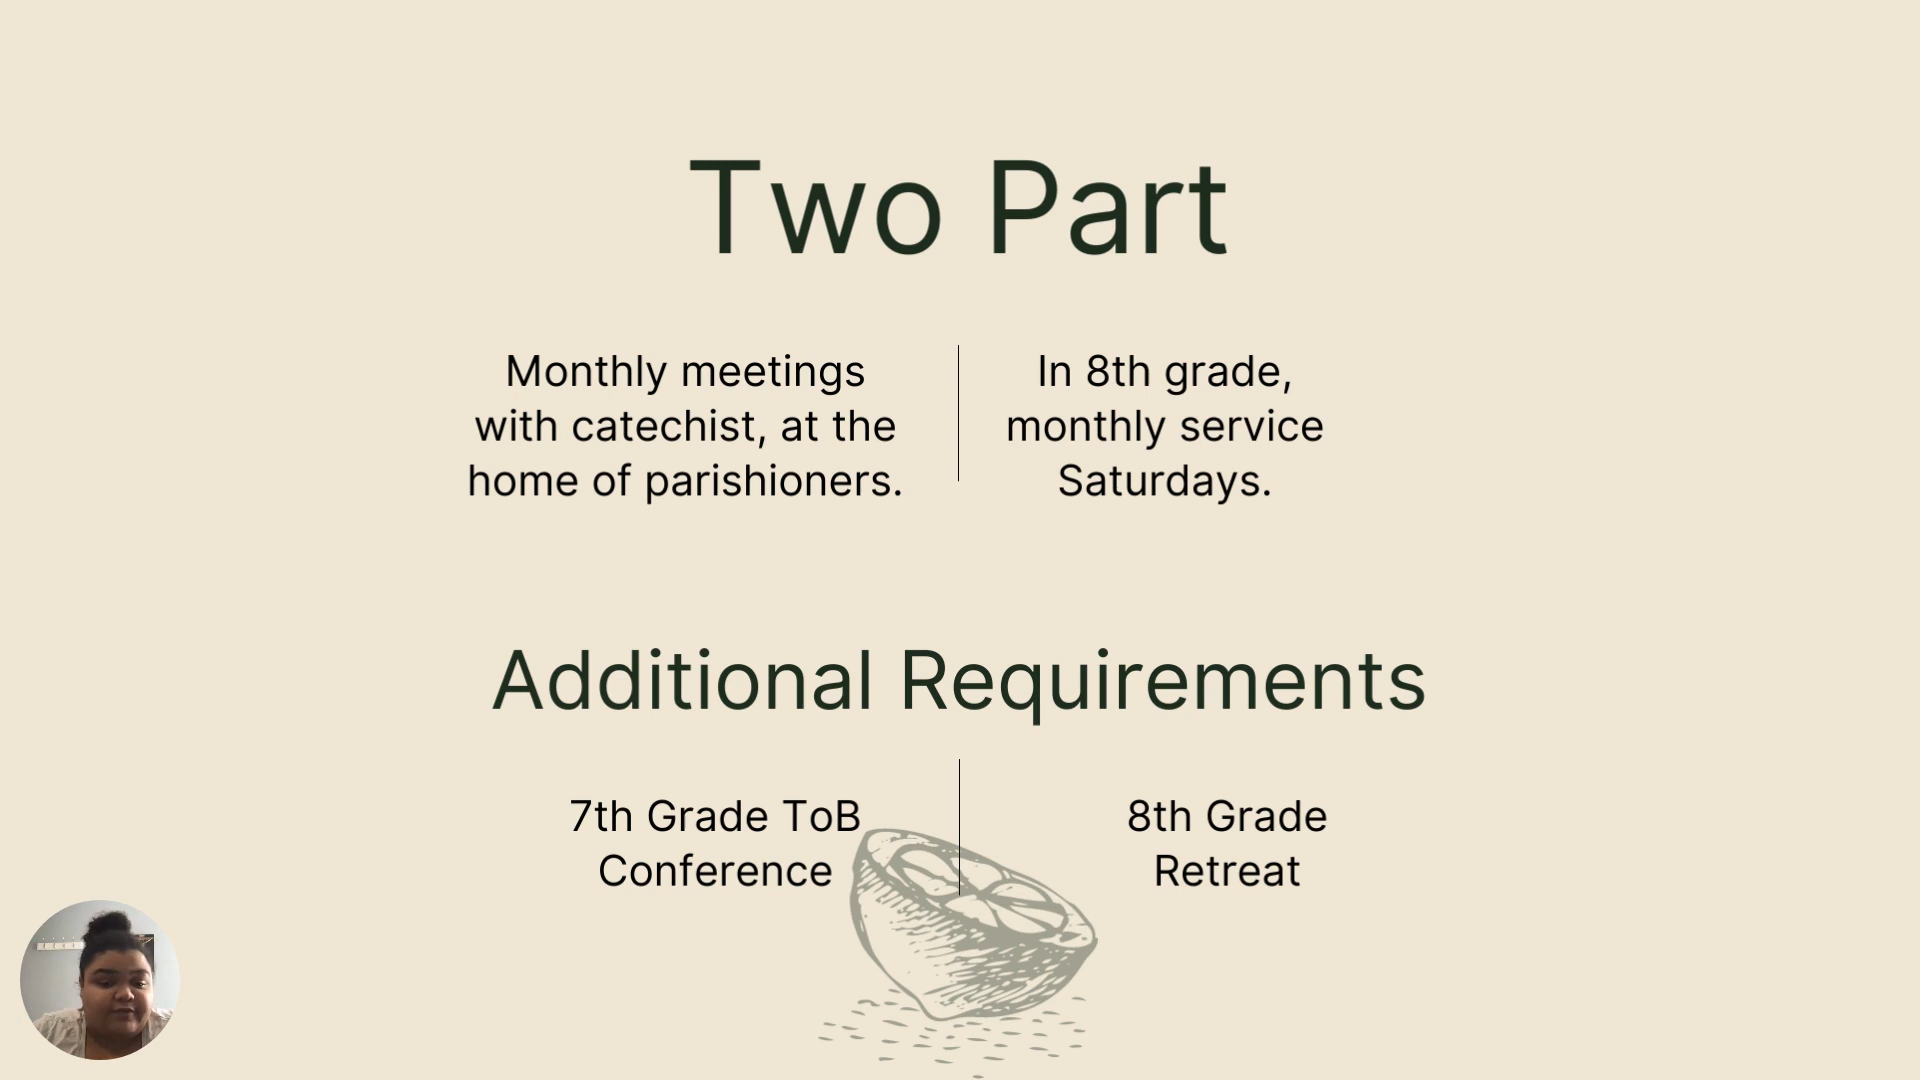 Two Part
Monthly meetings
with catechist, at the
home of parishioners.
In 8th grade,
monthly service
Saturdays.
Additional Requirements
7th Grade ToB
Conference
8th Grade
Retreat